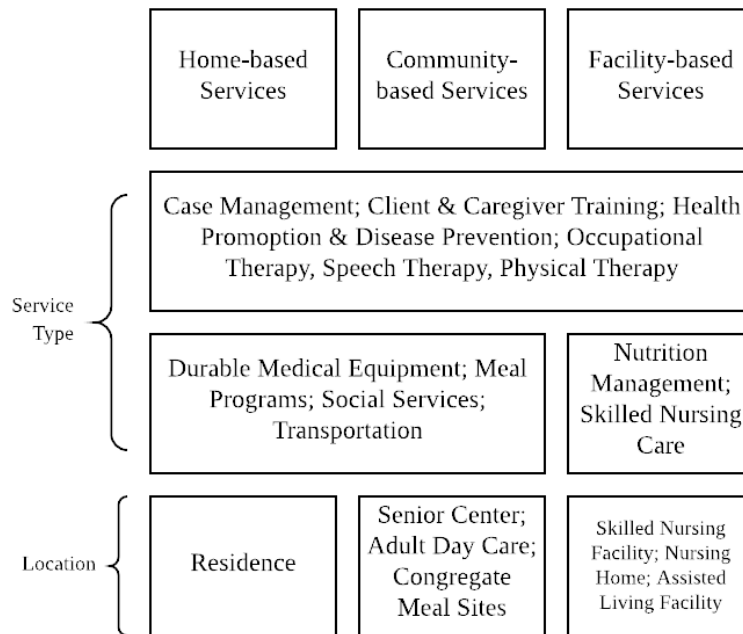 Home-based
Services
Community-
based Services
Facility-based
Services
Service
Type
Case Management; Client & Caregiver Training; Health
Promoption & Disease Prevention; Occupational
Therapy, Speech Therapy, Physical Therapy
Durable Medical Equipment; Meal
Programs; Social Services;
Transportation
Nutrition
Management;
Skilled Nursing
Care
Location
Residence
Senior Center;
Adult Day Care;
Congregate
Meal Sites
Skilled Nursing
Facility; Nursing
Home; Assisted
Living Facility